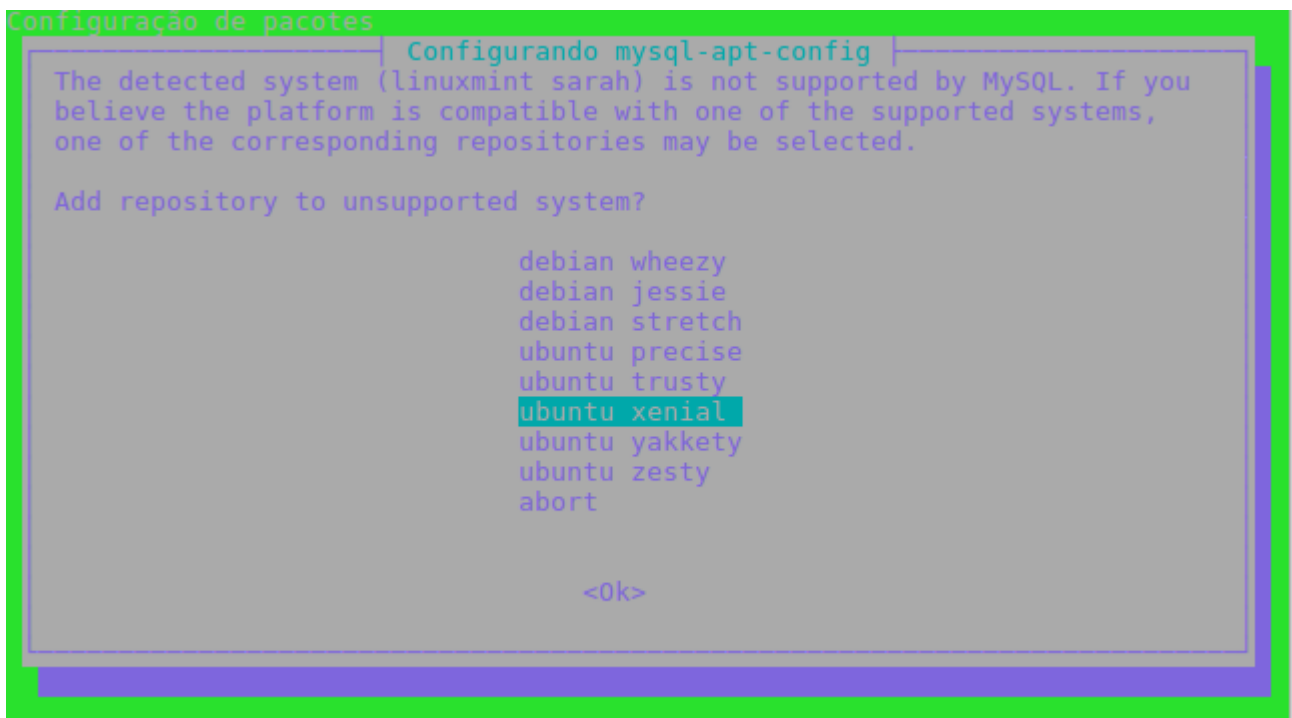 Configuração de pacotes
Configurando mysql-apt-config
The detected system (linuxmint sarah) is not supported by MySQL. If you
believe the platform is compatible with one of the supported systems,
one of the corresponding repositories may be selected.
Add repository to unsupported system?
debian wheezy
debian jessie
debian stretch
ubuntu precise
ubuntu trusty
ubuntu xenial
ubuntu yakkety
ubuntu zesty
abort
<Ok>